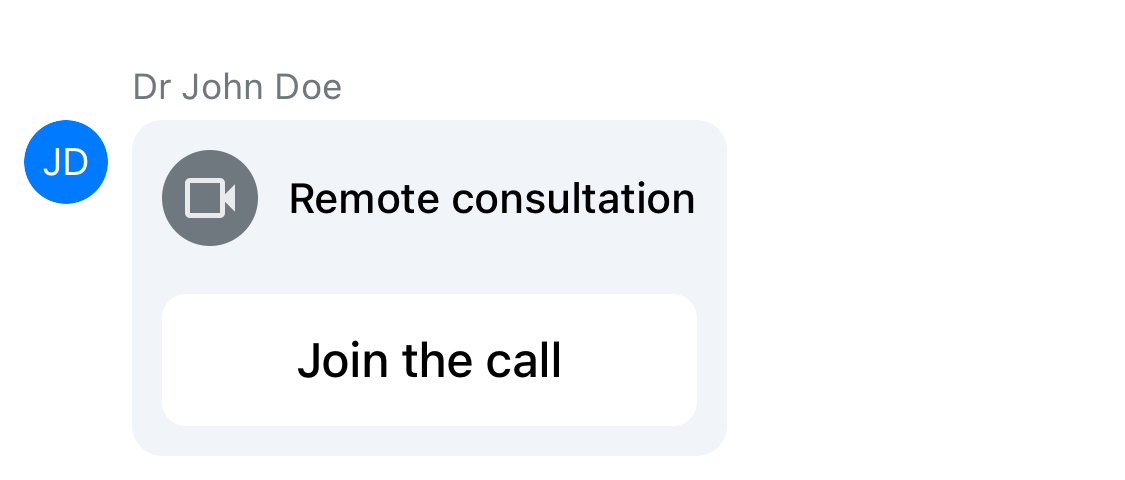 Dr John Doe
JD
Remote consultation
Join the call